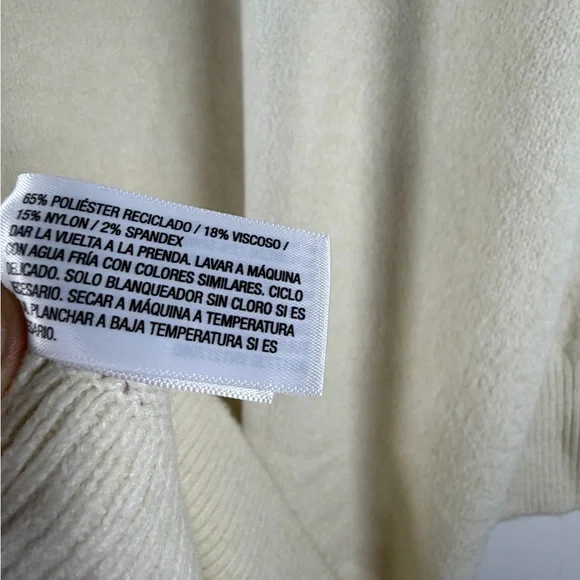 65% POLIÉSTER RECICLADO / 18% VISCOSO /
15% NYLON / 2% SPANDEX
DAR LA VUELTA A LA PRENDA. LAVAR A MÁQUINA
CON AGUA FRÍA CON COLORES SIMILARES. CICLO
DELICADO. SOLO BLANQUEADOR SIN CLORO SI ES
ECESARIO. SECAR A MÁQUINA A TEMPERATURA
PLANCHAR A BAJA TEMPERATURA SI ES
SARIO.